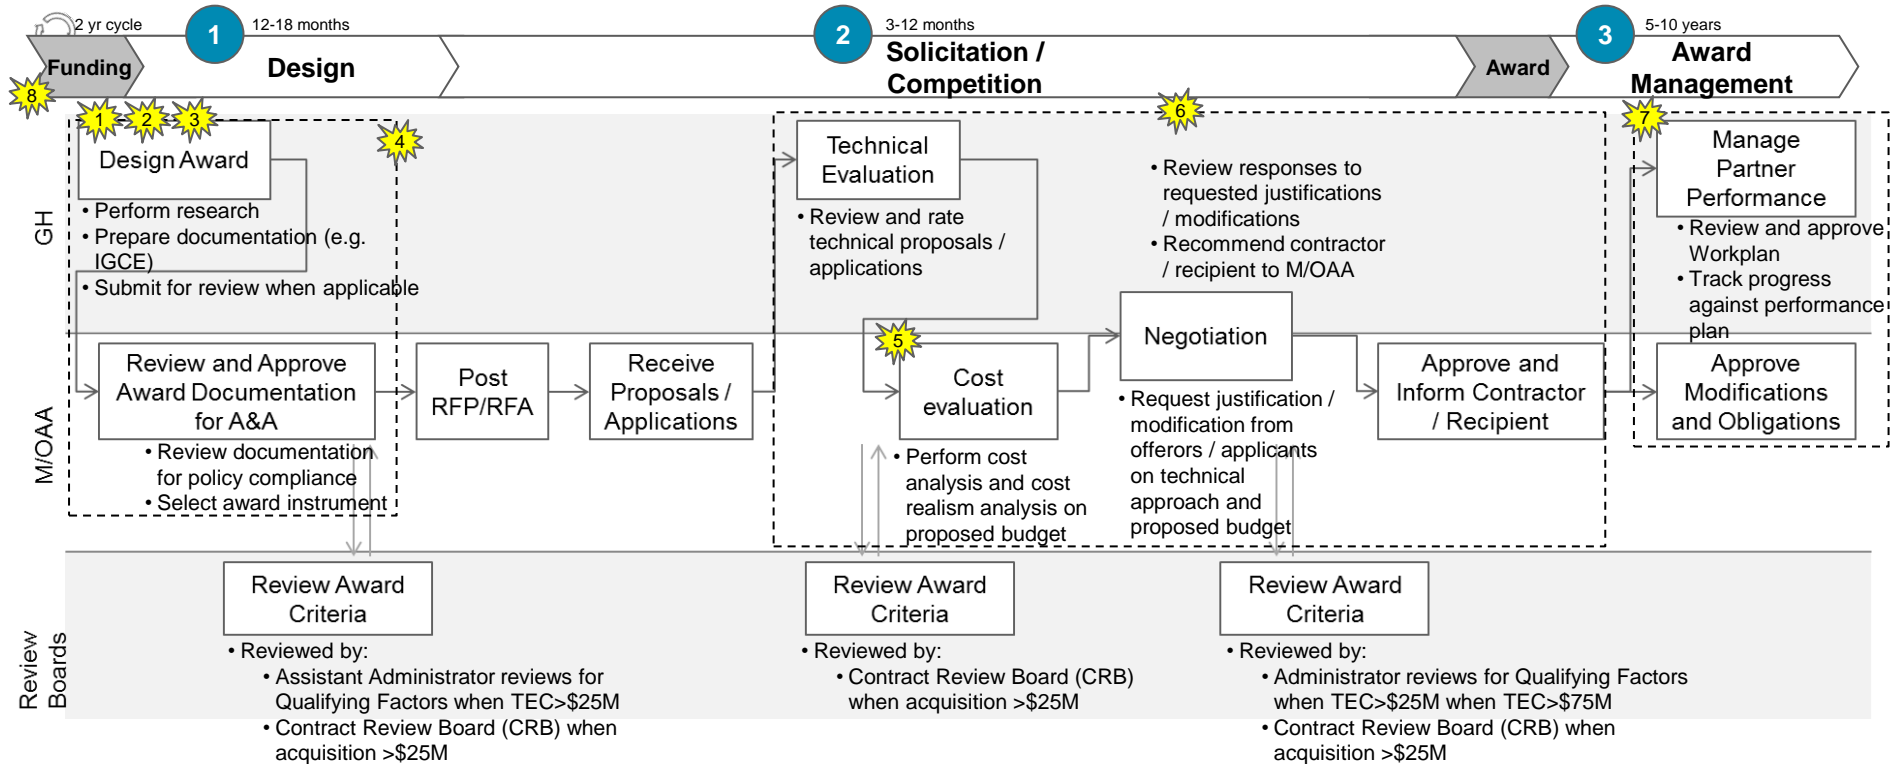 2 yr cycle
1
12-18 months
2
3-12 months
3
5-10 years
Funding
Design
Solicitation /
Competition
Award
Award
Management
8
1
2
3
4
6
7
GH
Design Award
• Perform research
• Prepare documentation (e.g.
IGCE)
• Submit for review when applicable
Technical
Evaluation
• Review and rate
technical proposals /
applications
• Review responses to
requested justifications
/ modifications
• Recommend contractor
/ recipient to M/OAA
Manage
Partner
Performance
• Review and approve
Workplan
• Track progress
against performance
plan
M/OAA
Review and Approve
Award Documentation
for A&A
• Review documentation
for policy compliance
• Select award instrument
Post
RFP/RFA
Receive
Proposals /
Applications
5
Cost
evaluation
• Perform cost
analysis and cost
realism analysis on
proposed budget
Negotiation
• Request justification /
modification from
offerors / applicants
on technical
approach and
proposed budget
Approve and
Inform Contractor
/ Recipient
Approve
Modifications
and Obligations
Review
Boards
Review Award
Criteria
• Reviewed by:
• Assistant Administrator reviews for
Qualifying Factors when TEC>$25M
• Contract Review Board (CRB) when
acquisition >$25M
Review Award
Criteria
• Reviewed by:
• Contract Review Board (CRB)
when acquisition >$25M
Review Award
Criteria
• Reviewed by:
• Administrator reviews for Qualifying Factors
when TEC>$25M when TEC>$75M
• Contract Review Board (CRB) when
acquisition >$25M